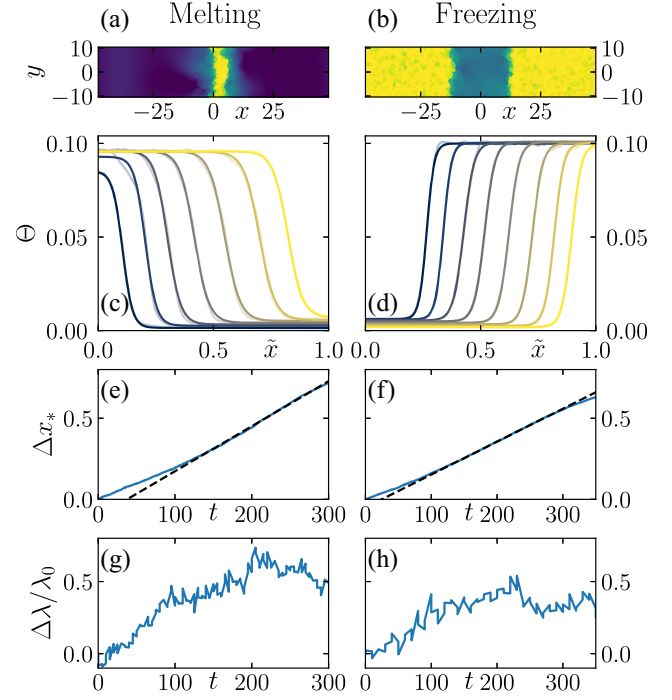 (a) Melting (b) Freezing
y 10 0 −10 10 0 −10
−25 0 x 25 −25 0 x 25
Θ 0.10 0.05 0.00 0.10 0.05 0.00
(c) (d)
0.0 0.5 x̃ 1.0 0.0 0.5 x̃ 1.0
(e) (f)
Δx* 0.5 0.0 0.5 0.0
0 100 t 200 300 0 100 t 200 300
(g) (h)
Δλ/λ0 0.5 0.0 0.5 0.0
0 100 t 200 300 0 100 t 200 300